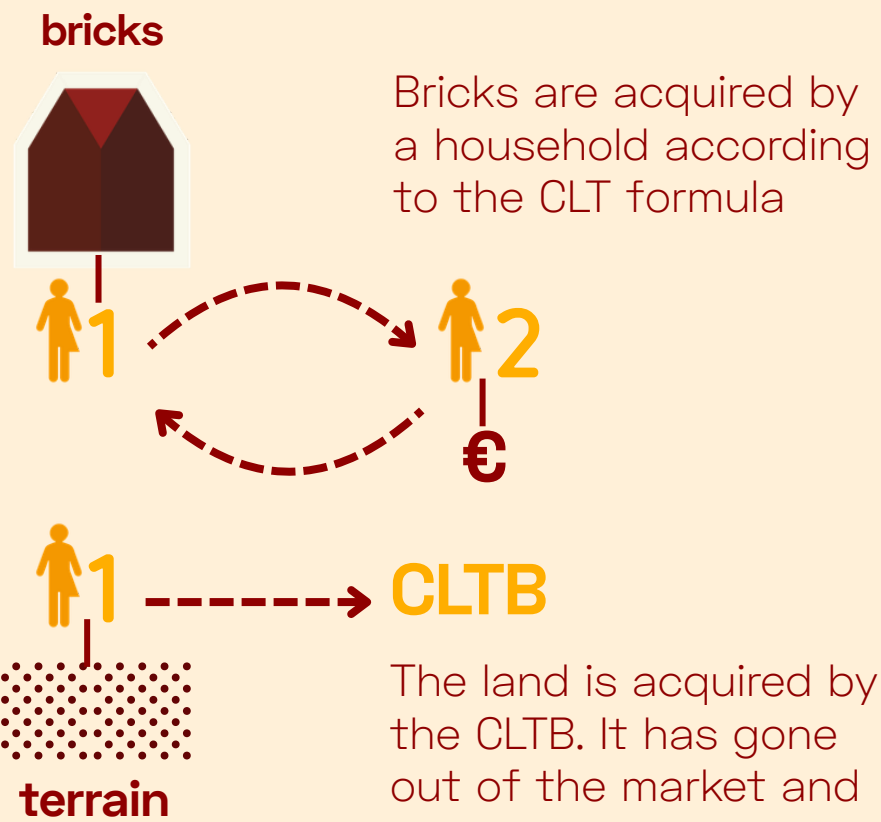 bricks
Bricks are acquired by
a household according
to the CLT formula
1
2
€
1
CLTB
The land is acquired by
the CLTB. It has gone
out of the market and
terrain